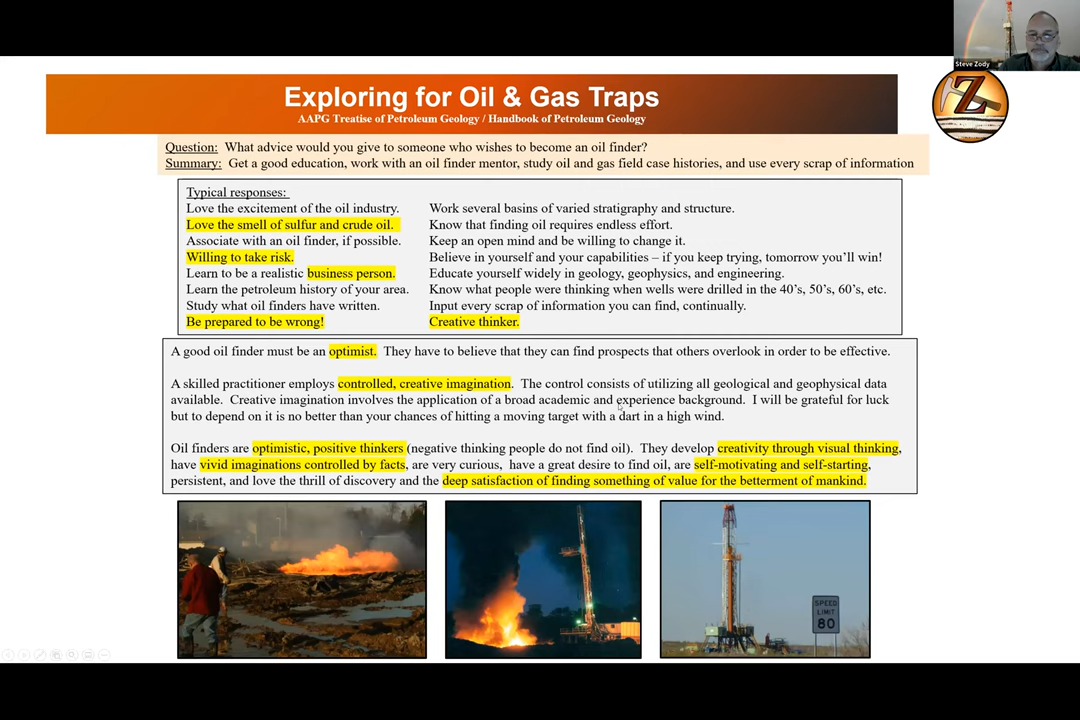 Steve Zody
Z
Exploring for Oil & Gas Traps
AAPG Treatise of Petroleum Geology / Handbook of Petroleum Geology
Question: What advice would you give to someone who wishes to become an oil finder?
Summary: Get a good education, work with an oil finder mentor, study oil and gas field case histories, and use every scrap of information
Typical responses:
Love the excitement of the oil industry.
Love the smell of sulfur and crude oil.
Associate with an oil finder, if possible.
Willing to take risk.
Learn to be a realistic business person.
Learn the petroleum history of your area.
Study what oil finders have written.
Be prepared to be wrong!
Work several basins of varied stratigraphy and structure.
Know that finding oil requires endless effort.
Keep an open mind and be willing to change it.
Believe in yourself and your capabilities – if you keep trying, tomorrow you'll win!
Educate yourself widely in geology, geophysics, and engineering.
Know what people were thinking when wells were drilled in the 40's, 50's, 60's, etc.
Input every scrap of information you can find, continually.
Creative thinker.
A good oil finder must be an optimist. They have to believe that they can find prospects that others overlook in order to be effective.
A skilled practitioner employs controlled, creative imagination. The control consists of utilizing all geological and geophysical data
available. Creative imagination involves the application of a broad academic and experience background. I will be grateful for luck
but to depend on it is no better than your chances of hitting a moving target with a dart in a high wind.
Oil finders are optimistic, positive thinkers (negative thinking people do not find oil). They develop creativity through visual thinking,
have vivid imaginations controlled by facts, are very curious, have a great desire to find oil, are self-motivating and self-starting,
persistent, and love the thrill of discovery and the deep satisfaction of finding something of value for the betterment of mankind.
SPEED
LIMIT
80